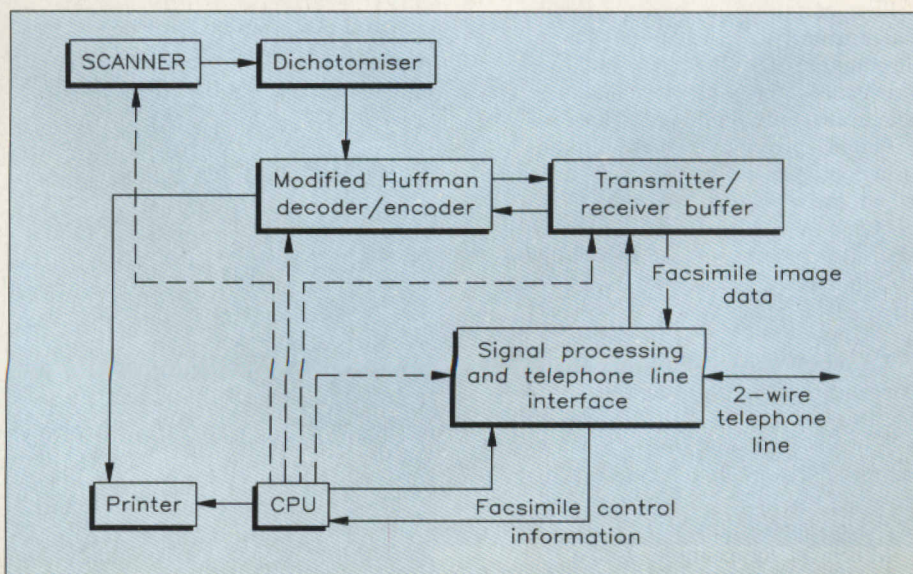 SCANNER
Dichotomiser
Modified Huffman
decoder/encoder
Transmitter/
receiver buffer
Facsimile image
data
Signal processing
and telephone line
interface
2-wire
telephone
line
Printer
CPU
Facsimile control
information